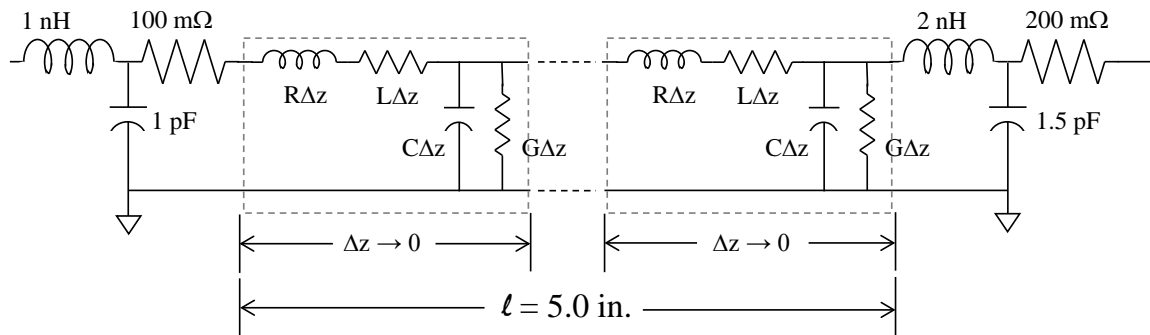 1 nH 100 mΩ 2 nH 200 mΩ
RΔz LΔz RΔz LΔz
1 pF 1.5 pF
CΔz GΔz CΔz GΔz
Δz → 0 Δz → 0
ℓ = 5.0 in.